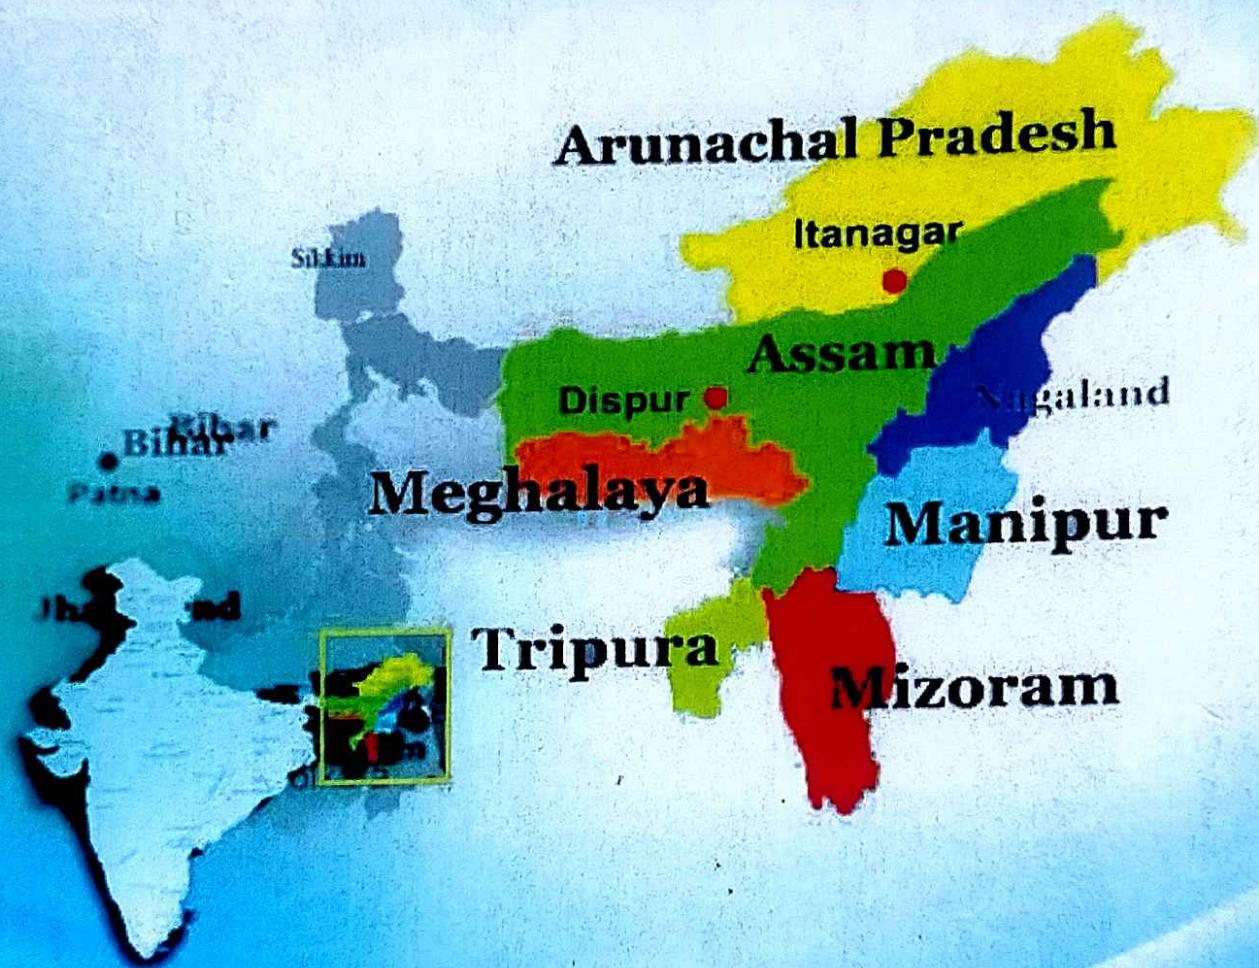 Arunachal Pradesh
Itanagar
Sikkim
Assam
Dispur
Nagaland
Bihar
Bihar
Patna
Meghalaya
Manipur
Tripura
Mizoram